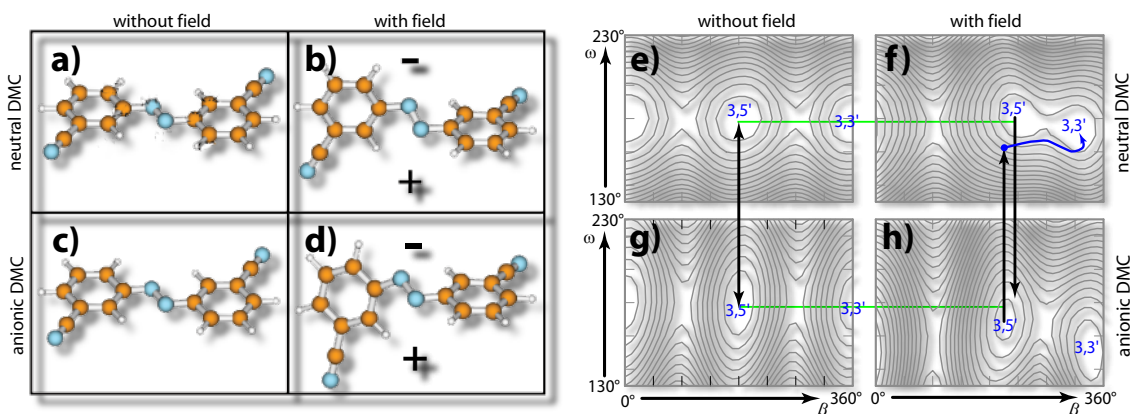 without field
with field
without field
with field
neutral DMC
anionic DMC
a)
b)
−
+
c)
d)
−
+
230°
ω
130°
e)
3,5'
3,3'
f)
3,5'
3,3'
neutral DMC
230°
ω
130°
g)
3,5'
3,3'
h)
3,5'
3,3'
anionic DMC
0°
β
360°